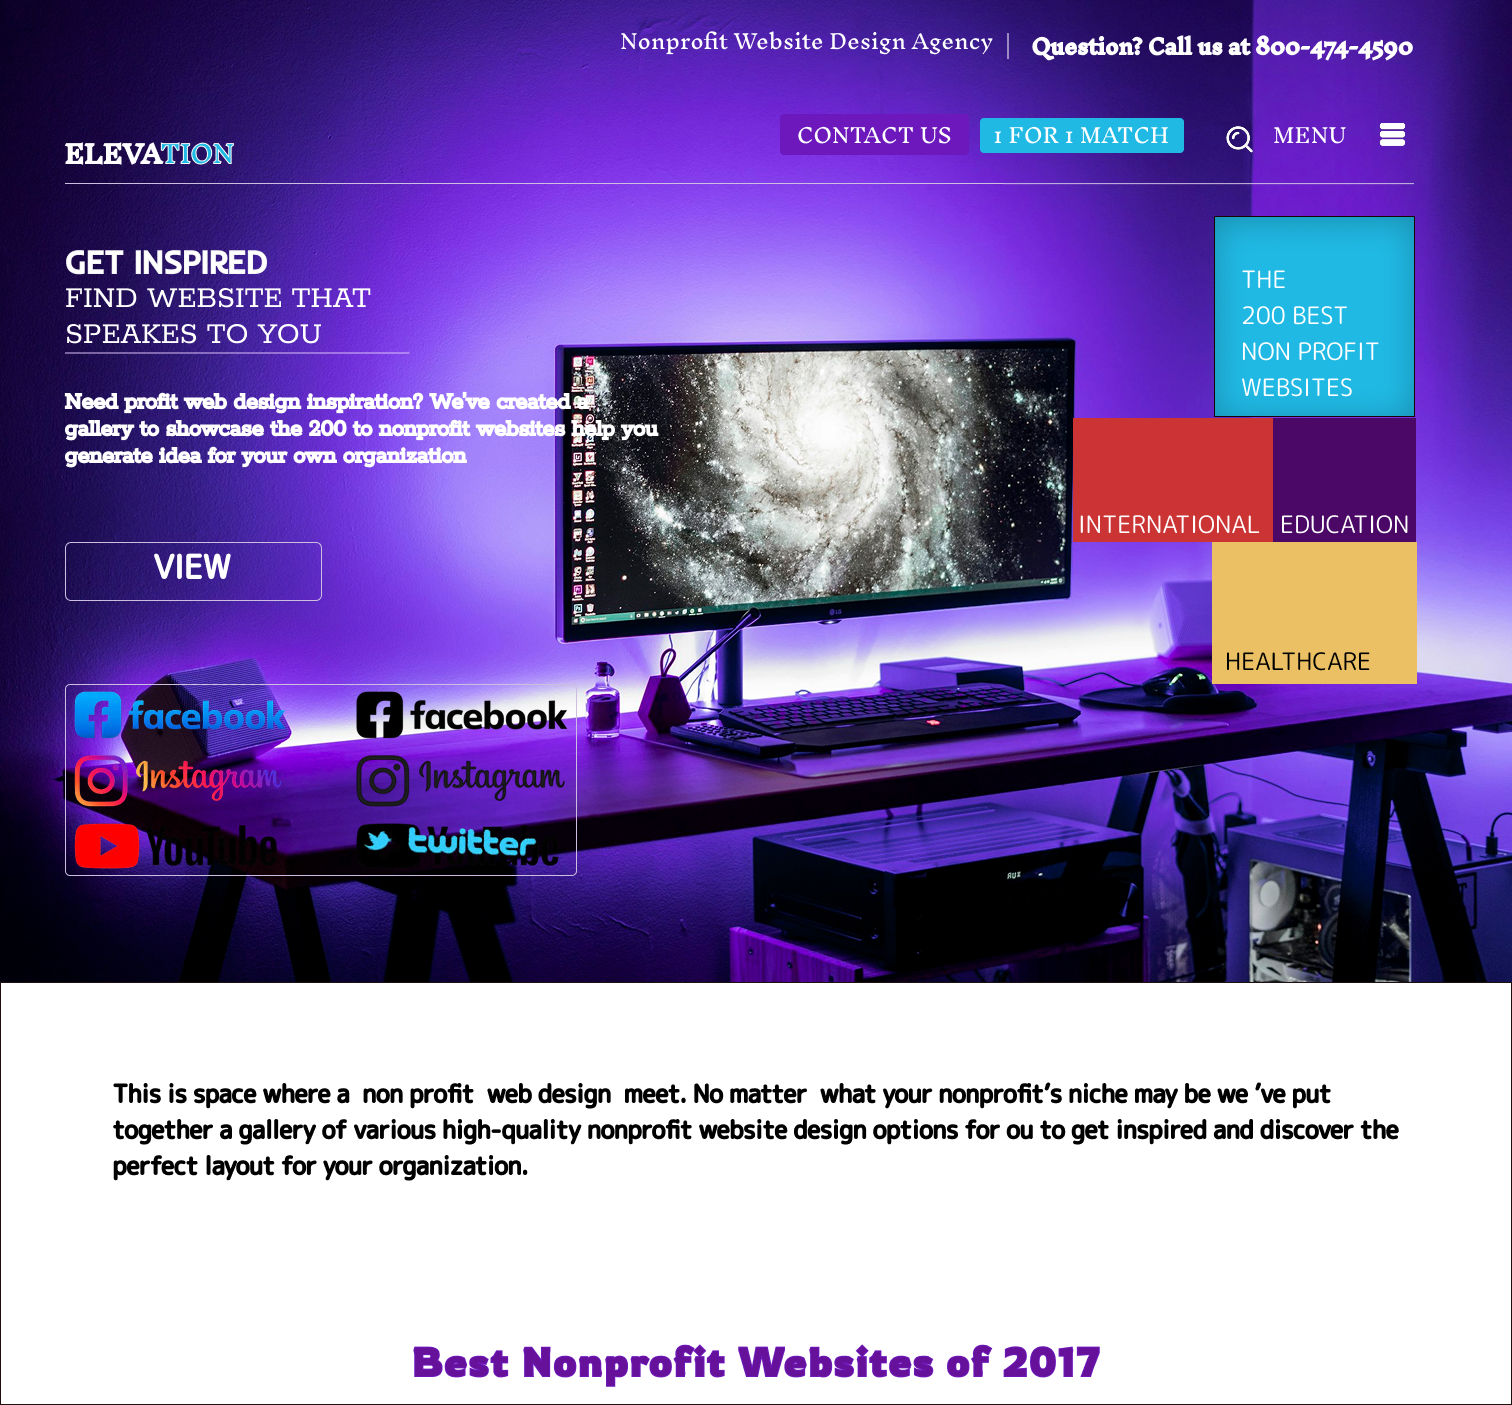 Nonprofit Website Design Agency
Question? Call us at 800-474-4590
CONTACT US
1 FOR 1 MATCH
MENU
ELEVATION
GET INSPIRED
FIND WEBSITE THAT
SPEAKES TO YOU
Need profit web design inspiration? We've created a
gallery to showcase the 200 to nonprofit websites help you
generate idea for your own organization
THE
200 BEST
NON PROFIT
WEBSITES
INTERNATIONAL
EDUCATION
HEALTHCARE
VIEW
facebook
facebook
Instagram
Instagram
YouTube
YouTube
twitter
LG
AUX
This is space where a non profit web design meet. No matter what your nonprofit’s niche may be we ’ve put
together a gallery of various high-quality nonprofit website design options for ou to get inspired and discover the
perfect layout for your organization.
Best Nonprofit Websites of 2017